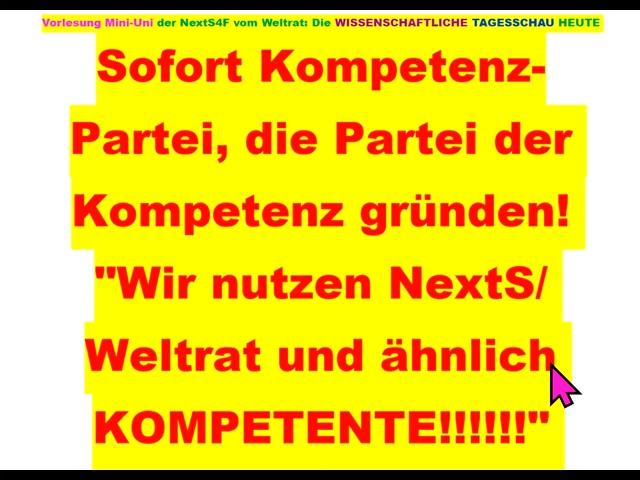 Vorlesung Mini-Uni der NextS4F vom Weltrat: Die WISSENSCHAFTLICHE TAGESSCHAU HEUTE
Sofort Kompetenz-
Partei, die Partei der
Kompetenz gründen!
"Wir nutzen NextS/
Weltrat und ähnlich
KOMPETENTE!!!!!!"